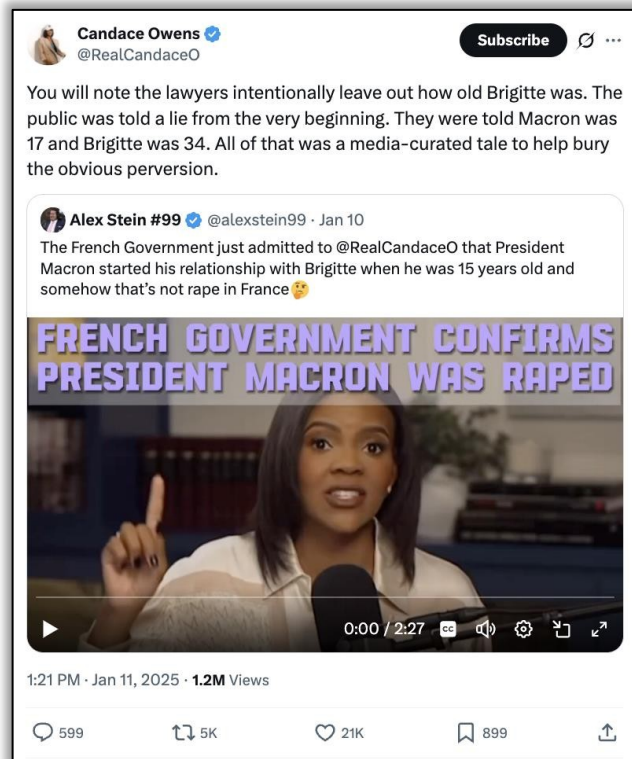 Candace Owens
@RealCandaceO
Subscribe
You will note the lawyers intentionally leave out how old Brigitte was. The
public was told a lie from the very beginning. They were told Macron was
17 and Brigitte was 34. All of that was a media-curated tale to help bury
the obvious perversion.
Alex Stein #99 @alexstein99 · Jan 10
The French Government just admitted to @RealCandaceO that President
Macron started his relationship with Brigitte when he was 15 years old and
somehow that's not rape in France🤔
FRENCH GOVERNMENT CONFIRMS
PRESIDENT MACRON WAS RAPED
0:00 / 2:27 CC
1:21 PM · Jan 11, 2025 · 1.2M Views
599 5K 21K 899